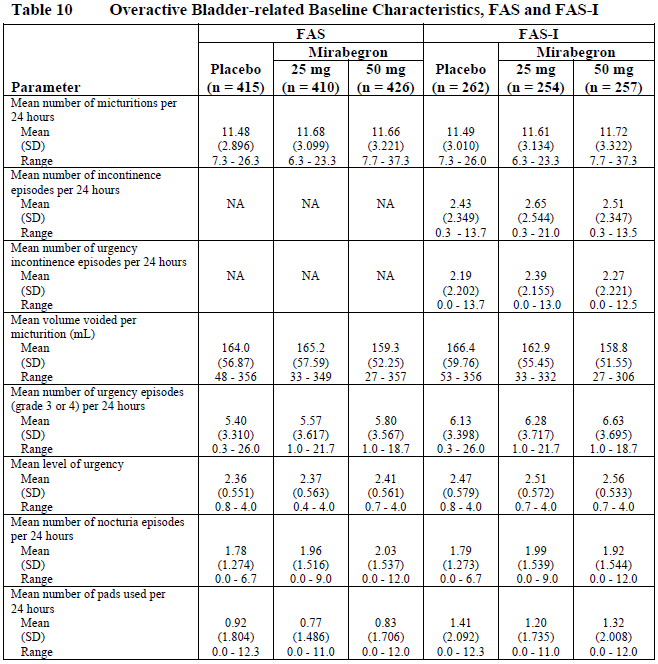 Table 10 Overactive Bladder-related Baseline Characteristics, FAS and FAS-I
FAS FAS-I
Mirabegron Mirabegron
Placebo 25 mg 50 mg Placebo 25 mg 50 mg
Parameter (n = 415) (n = 410) (n = 426) (n = 262) (n = 254) (n = 257)
Mean number of micturitions per
24 hours
Mean 11.48 11.68 11.66 11.49 11.61 11.72
(SD) (2.896) (3.099) (3.221) (3.010) (3.134) (3.322)
Range 7.3 - 26.3 6.3 - 23.3 7.7 - 37.3 7.3 - 26.0 6.3 - 23.3 7.7 - 37.3
Mean number of incontinence
episodes per 24 hours
Mean NA NA NA 2.43 2.65 2.51
(SD) (2.349) (2.544) (2.347)
Range 0.3 - 13.7 0.3 - 21.0 0.3 - 13.5
Mean number of urgency
incontinence episodes per 24 hours
Mean NA NA NA 2.19 2.39 2.27
(SD) (2.202) (2.155) (2.221)
Range 0.0 - 13.7 0.0 - 13.0 0.0 - 12.5
Mean volume voided per
micturition (mL)
Mean 164.0 165.2 159.3 166.4 162.9 158.8
(SD) (56.87) (57.59) (52.25) (59.76) (55.45) (51.55)
Range 48 - 356 33 - 349 27 - 357 53 - 356 33 - 332 27 - 306
Mean number of urgency episodes
(grade 3 or 4) per 24 hours
Mean 5.40 5.57 5.80 6.13 6.28 6.63
(SD) (3.310) (3.617) (3.567) (3.398) (3.717) (3.695)
Range 0.3 - 26.0 1.0 - 21.7 1.0 - 18.7 0.3 - 26.0 1.0 - 21.7 1.0 - 18.7
Mean level of urgency
Mean 2.36 2.37 2.41 2.47 2.51 2.56
(SD) (0.551) (0.563) (0.561) (0.579) (0.572) (0.533)
Range 0.8 - 4.0 0.4 - 4.0 0.7 - 4.0 0.8 - 4.0 0.7 - 4.0 0.7 - 4.0
Mean number of nocturia episodes
per 24 hours
Mean 1.78 1.96 2.03 1.79 1.99 1.92
(SD) (1.274) (1.516) (1.537) (1.273) (1.539) (1.544)
Range 0.0 - 6.7 0.0 - 9.0 0.0 - 12.0 0.0 - 6.7 0.0 - 9.0 0.0 - 12.0
Mean number of pads used per
24 hours
Mean 0.92 0.77 0.83 1.41 1.20 1.32
(SD) (1.804) (1.486) (1.706) (2.092) (1.735) (2.008)
Range 0.0 - 12.3 0.0 - 11.0 0.0 - 12.0 0.0 - 12.3 0.0 - 11.0 0.0 - 12.0